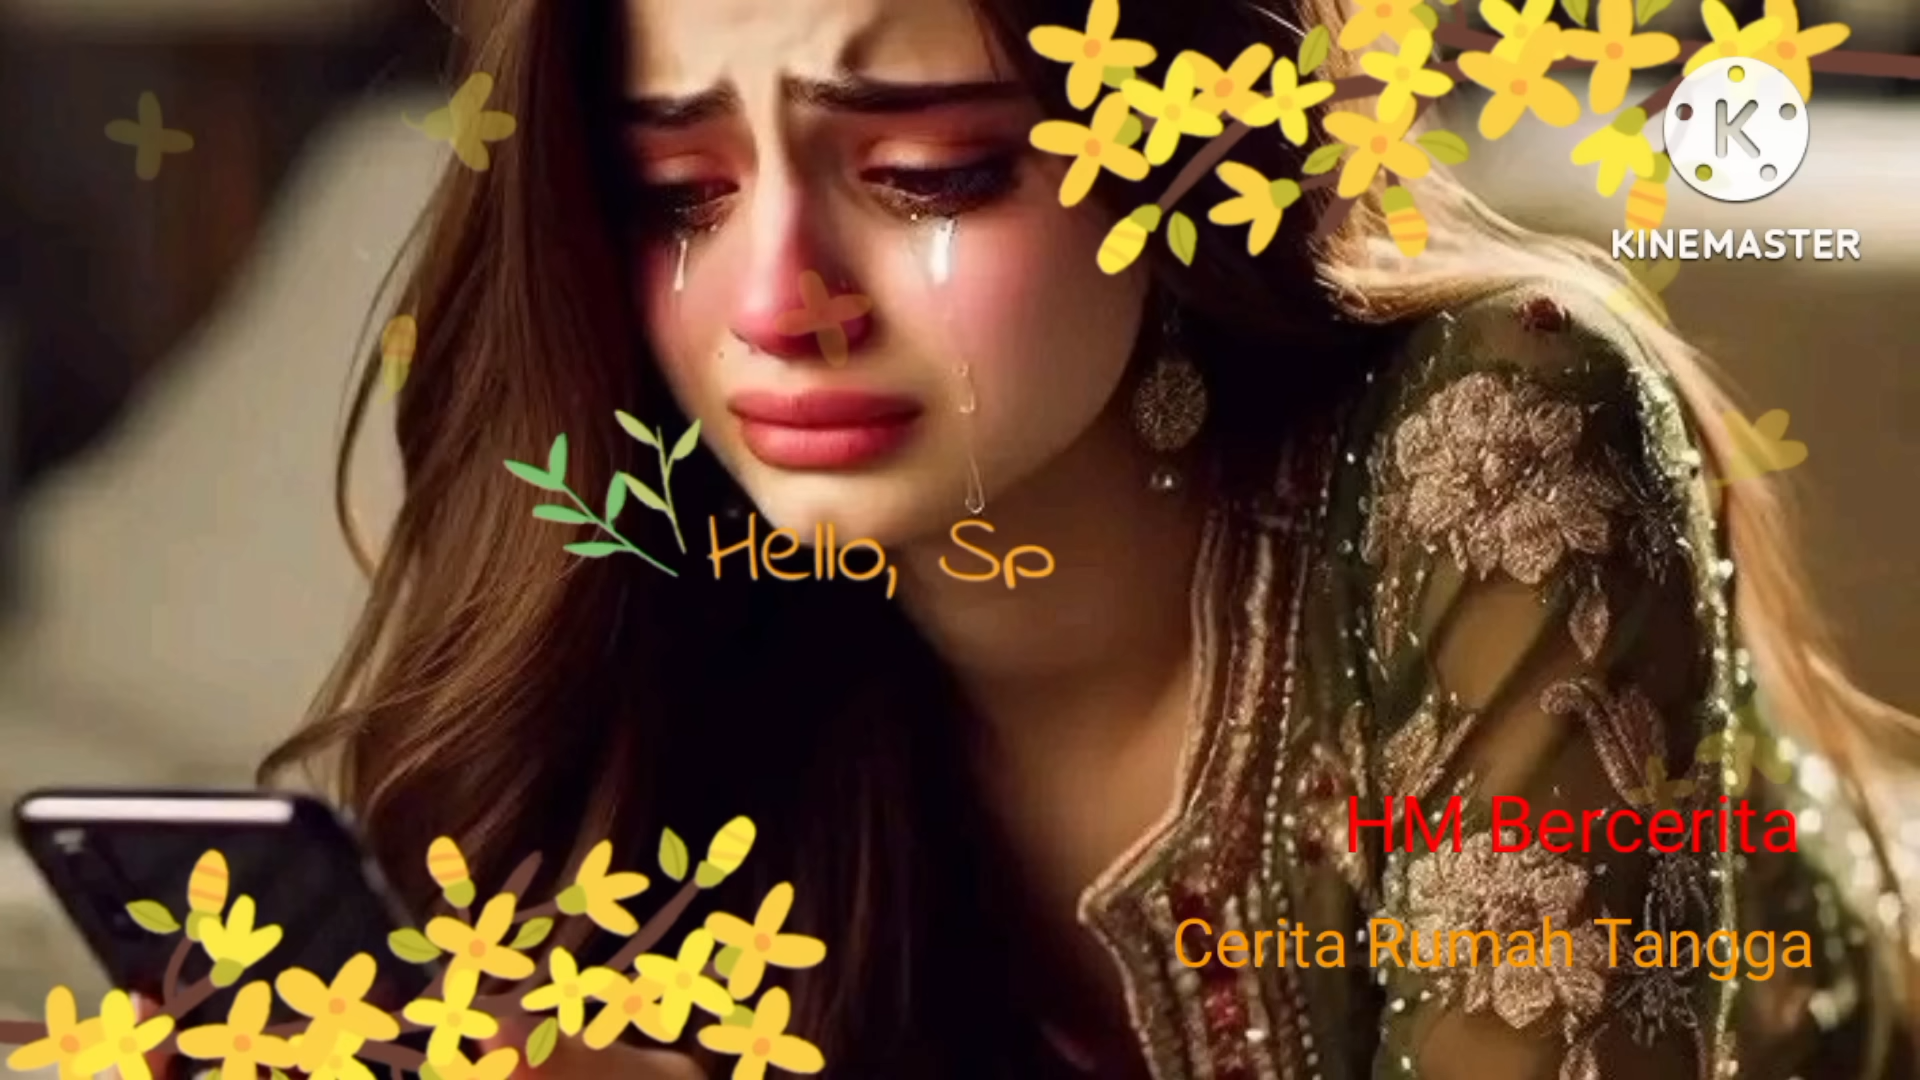 K
KINEMASTER
Hello, Sp
HM Bercerita
Cerita Rumah Tangga